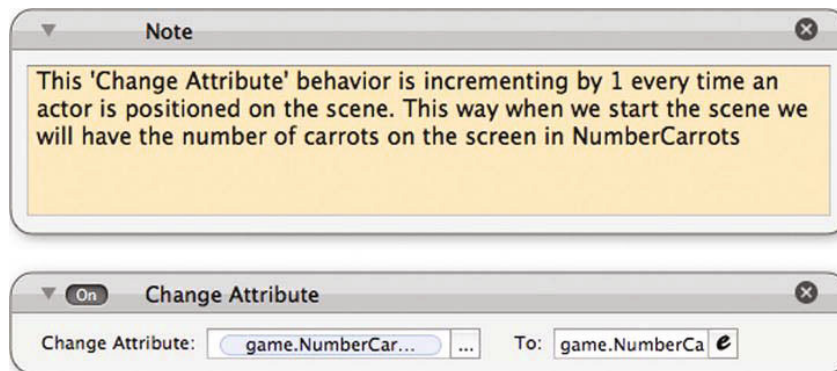 Note
This 'Change Attribute' behavior is incrementing by 1 every time an
actor is positioned on the scene. This way when we start the scene we
will have the number of carrots on the screen in NumberCarrots
On Change Attribute
Change Attribute: game.NumberCar... ... To: game.NumberCa e